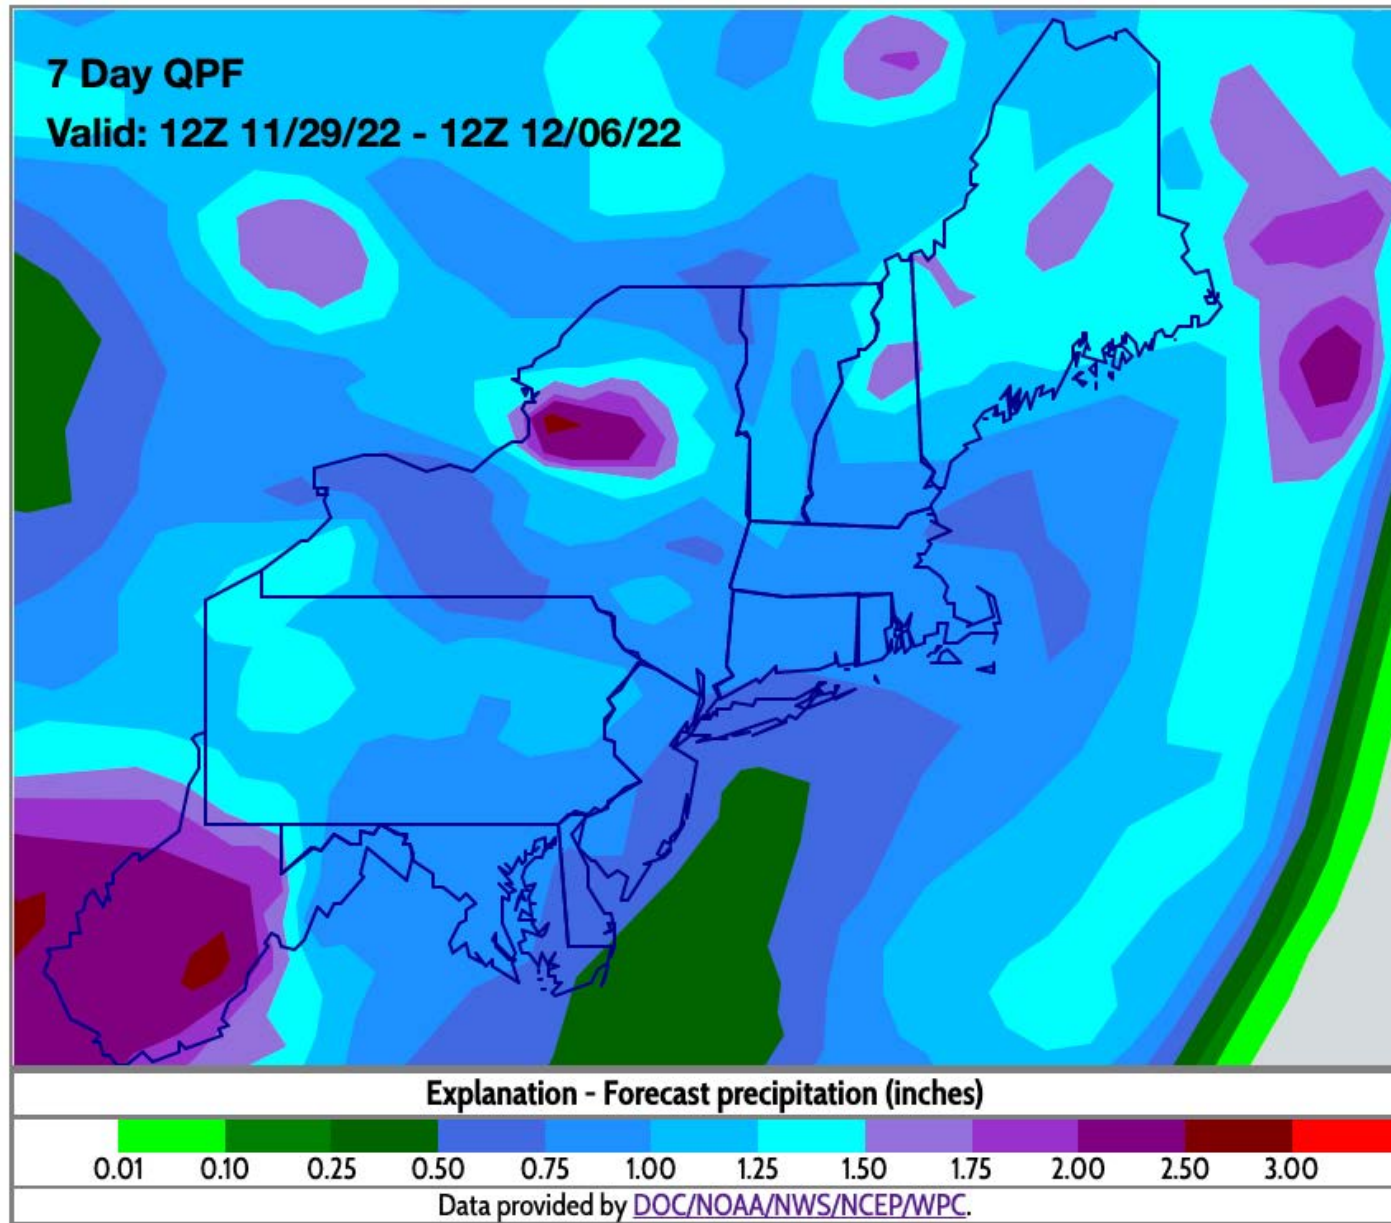 7 Day QPF
Valid: 12Z 11/29/22 - 12Z 12/06/22
Explanation - Forecast precipitation (inches)
0.01 0.10 0.25 0.50 0.75 1.00 1.25 1.50 1.75 2.00 2.50 3.00
Data provided by DOC/NOAA/NWS/NCEP/WPC.